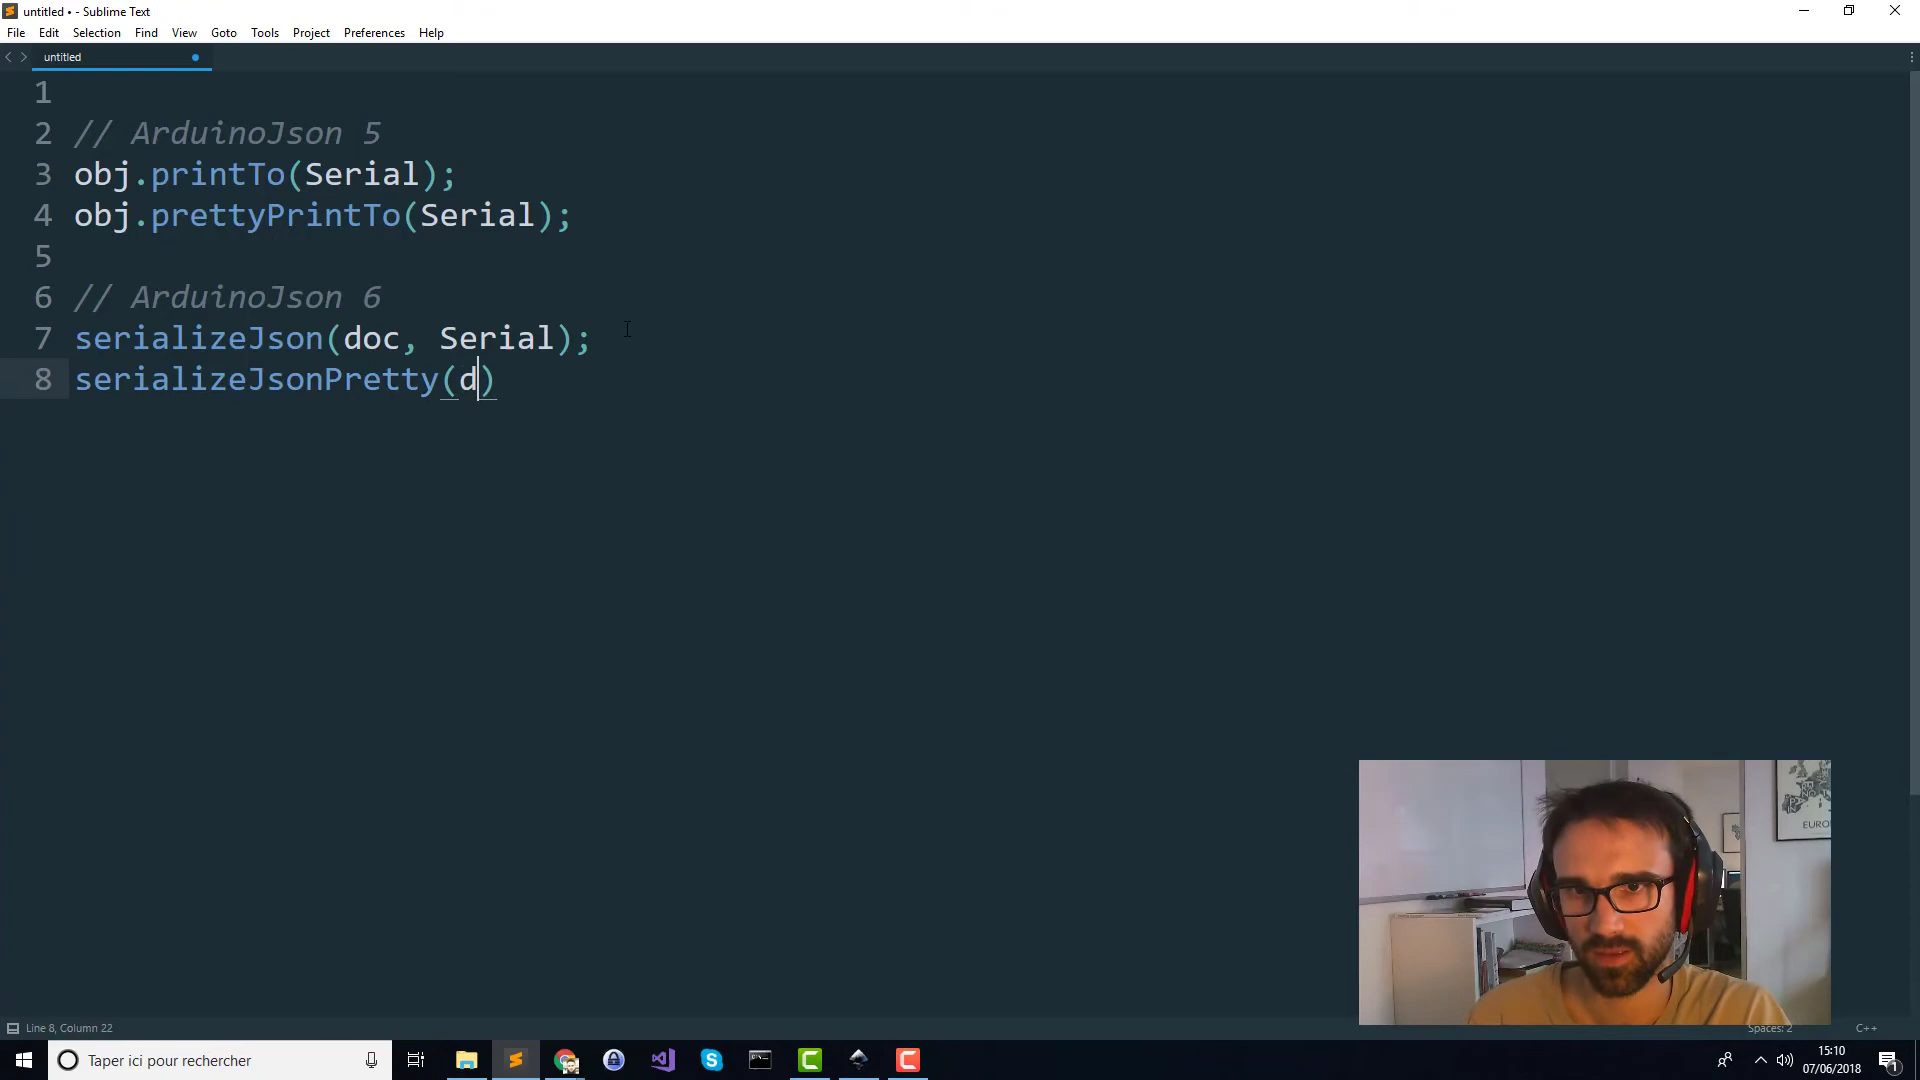 untitled • - Sublime Text
File Edit Selection Find View Goto Tools Project Preferences Help
untitled
1
2 // ArduinoJson 5
3 obj.printTo(Serial);
4 obj.prettyPrintTo(Serial);
5
6 // ArduinoJson 6
7 serializeJson(doc, Serial);
8 serializeJsonPretty(d)
EURO
Line 8, Column 22
Spaces: 2
C++
Taper ici pour rechercher
15:10
07/06/2018
1